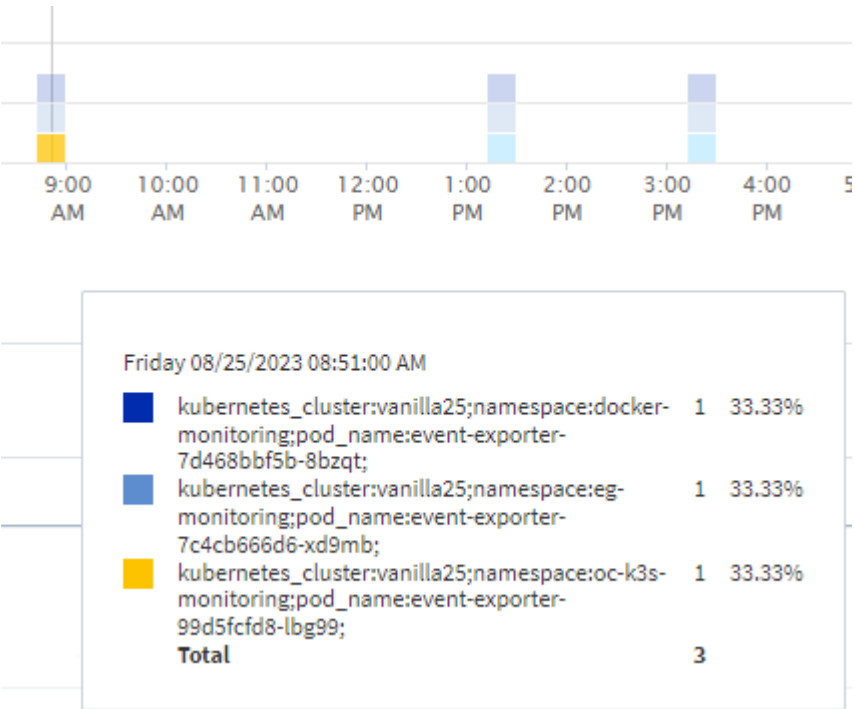 9:00 10:00 11:00 12:00 1:00 2:00 3:00 4:00 5
AM AM AM PM PM PM PM PM
Friday 08/25/2023 08:51:00 AM
kubernetes_cluster:vanilla25;namespace:docker- 1 33.33%
monitoring;pod_name:event-exporter-
7d468bbf5b-8bzqt;
kubernetes_cluster:vanilla25;namespace:eg- 1 33.33%
monitoring;pod_name:event-exporter-
7c4cb666d6-xd9mb;
kubernetes_cluster:vanilla25;namespace:oc-k3s- 1 33.33%
monitoring;pod_name:event-exporter-
99d5fcfd8-lbg99;
Total 3